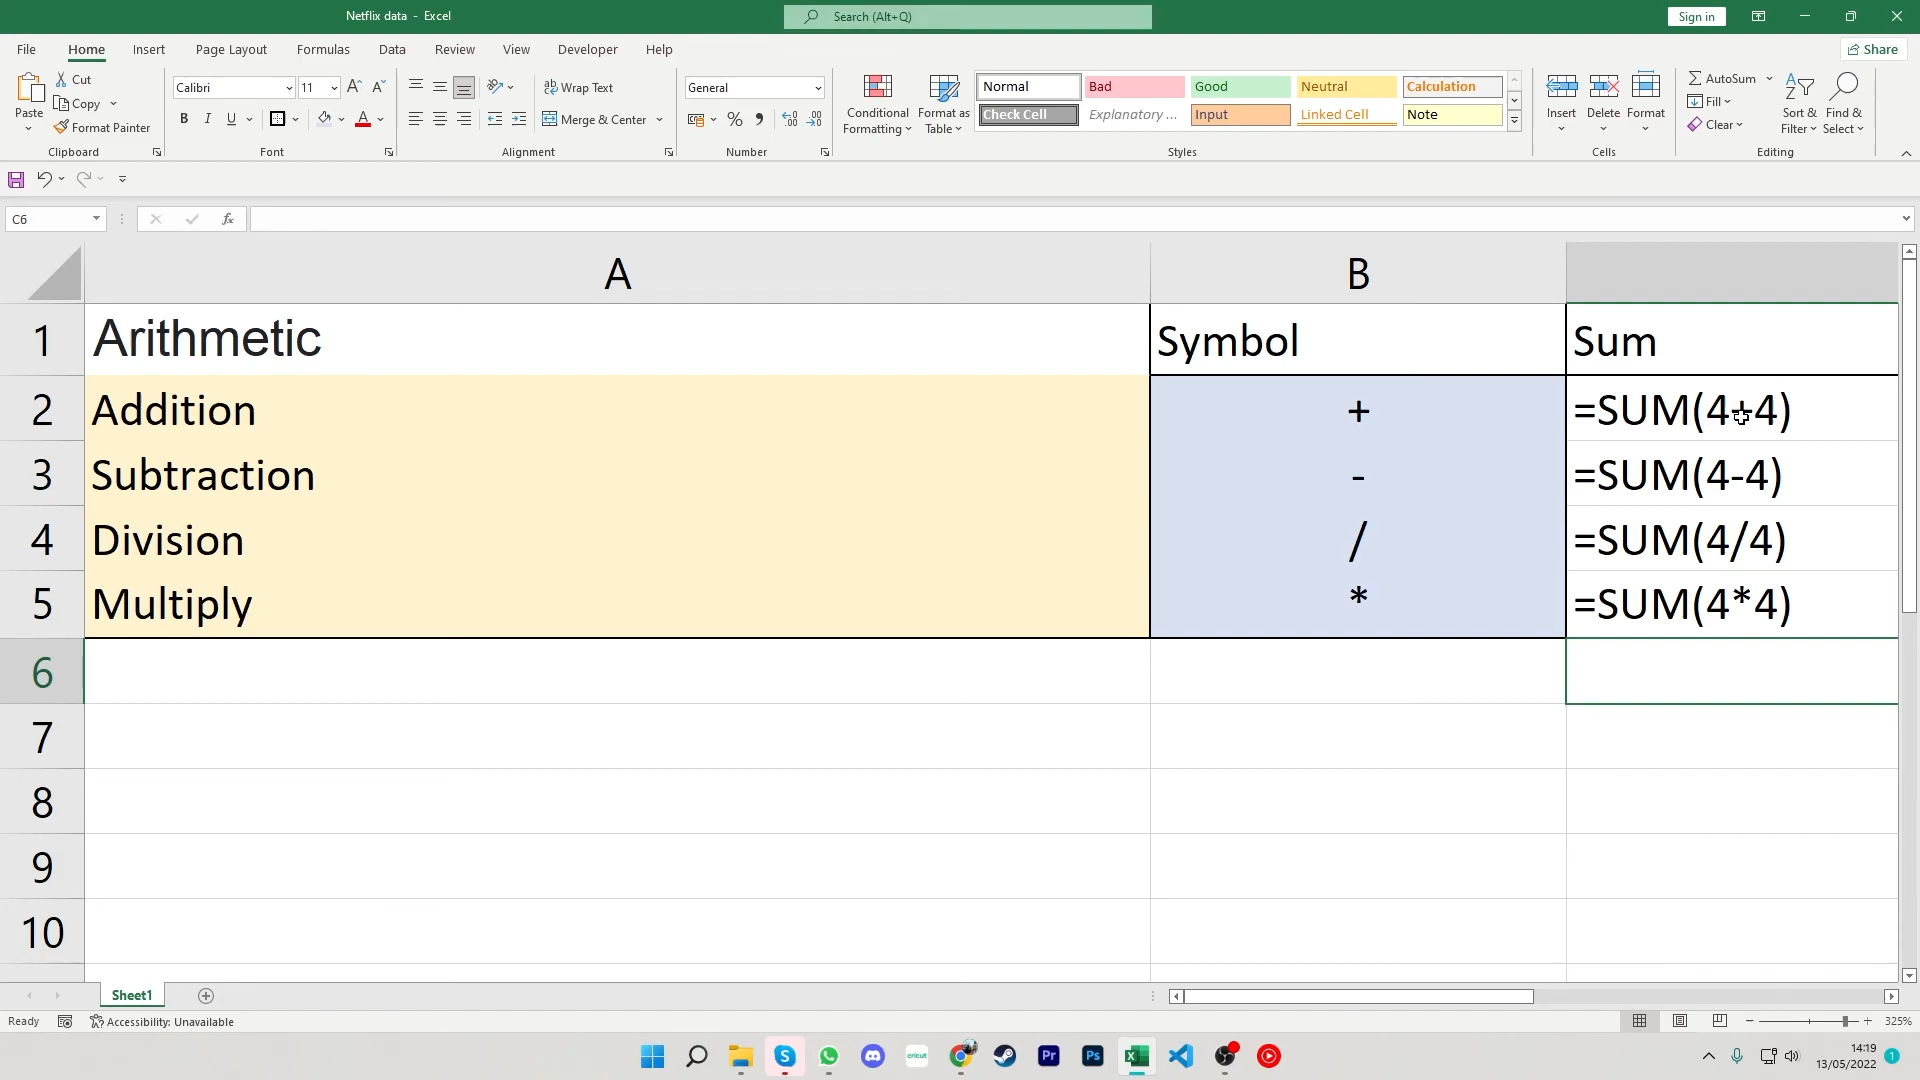 Netflix data - Excel
Search (Alt+Q)
Sign in
File Home Insert Page Layout Formulas Data Review View Developer Help
Share
Paste
Cut
Copy
Format Painter
Clipboard
Calibri 11
B I U
Font
Wrap Text
Merge & Center
Alignment
General
%
Number
Conditional Formatting
Format as Table
Normal Bad Good Neutral Calculation
Check Cell Explanatory ... Input Linked Cell Note
Styles
Insert Delete Format
Cells
AutoSum
Fill
Clear
Sort & Filter
Find & Select
Editing
C6
fx
A B
1 Arithmetic Symbol Sum
2 Addition + =SUM(4+4)
3 Subtraction - =SUM(4-4)
4 Division / =SUM(4/4)
5 Multiply * =SUM(4*4)
6
7
8
9
10
Sheet1
Ready Accessibility: Unavailable
325%
cricut Pr Ps
14:19
13/05/2022
1